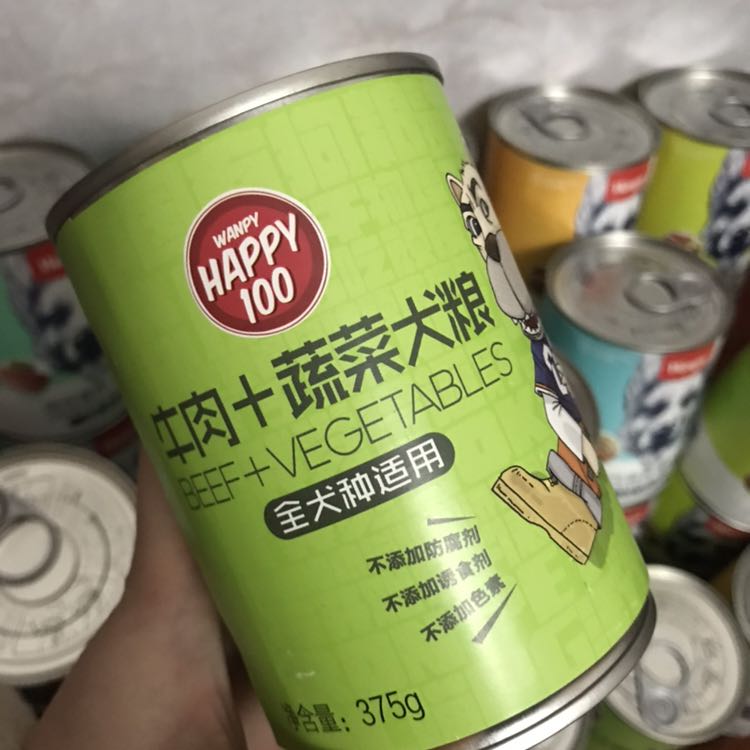 WANPY
HAPPY
100
牛肉+蔬菜犬粮
BEEF+VEGETABLES
全犬种适用
不添加防腐剂
不添加诱食剂
不添加色素
净含量：375g